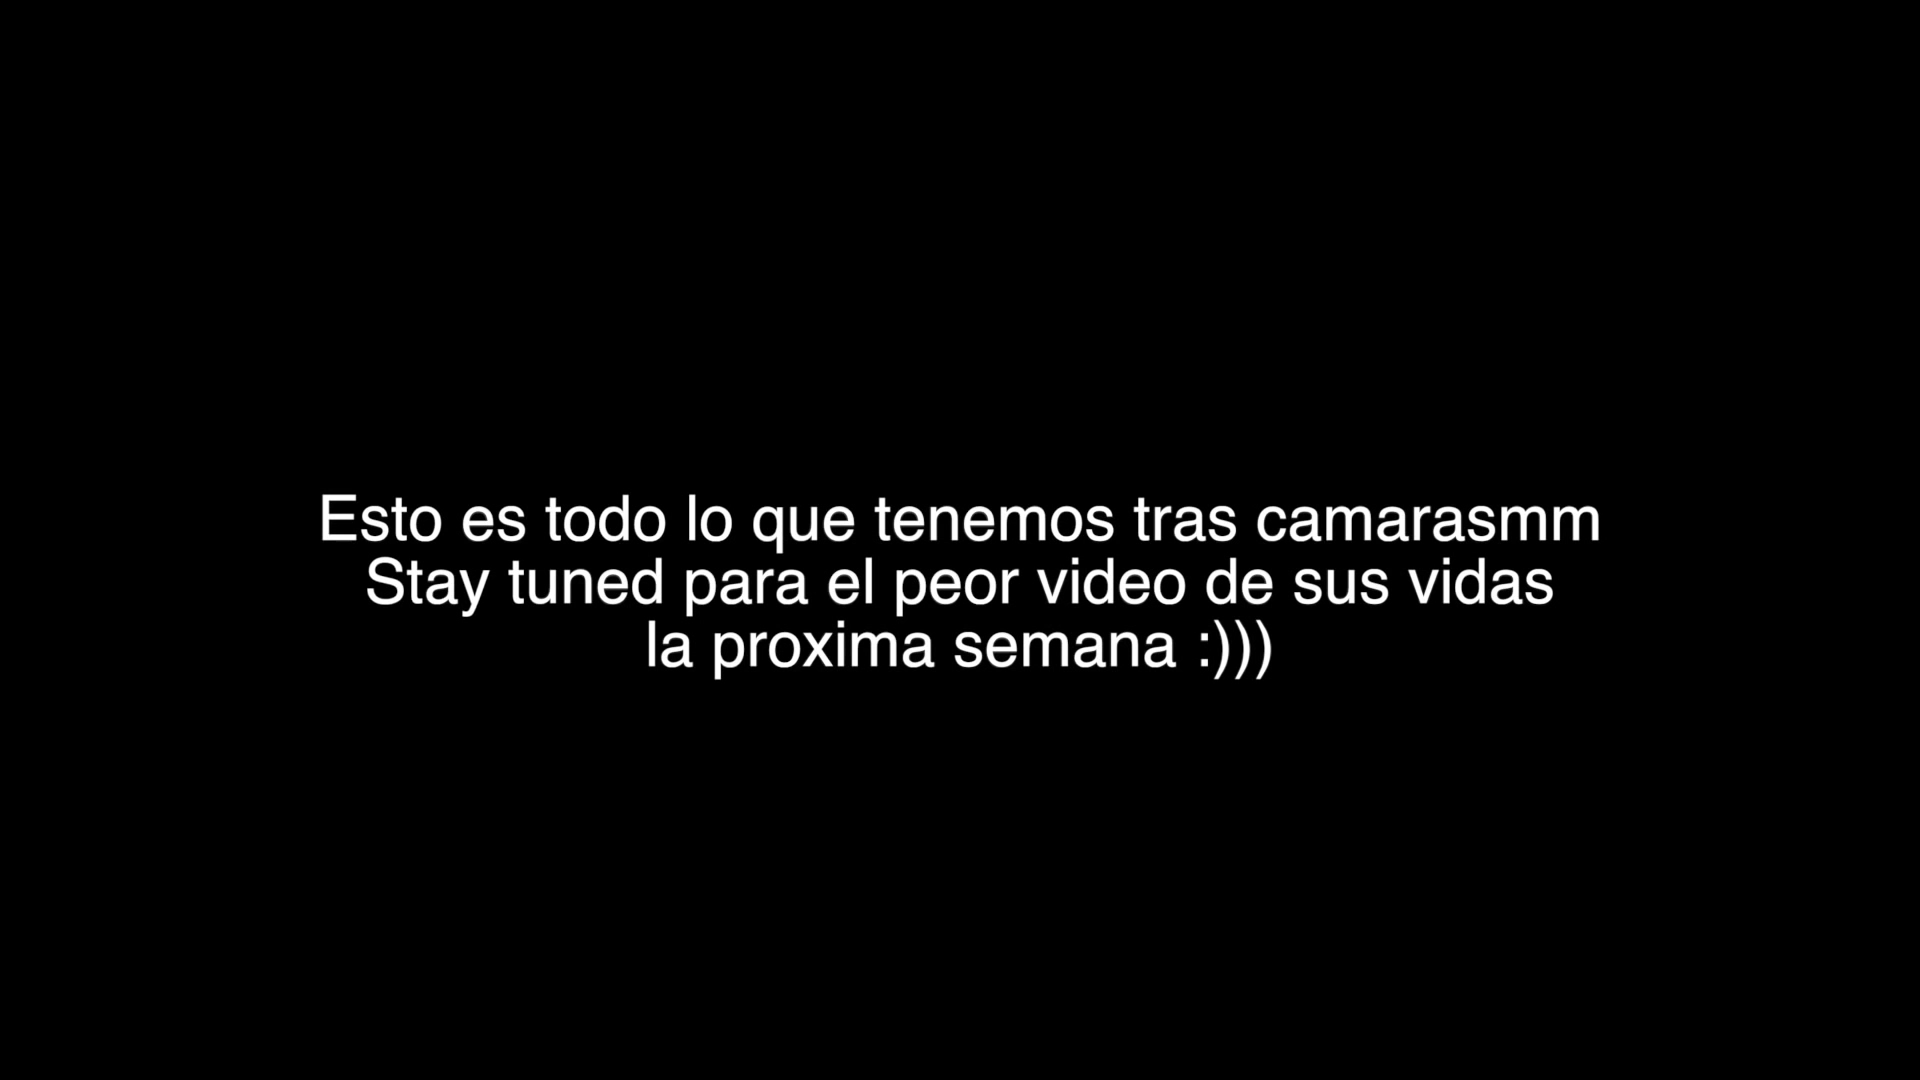 Esto es todo lo que tenemos tras camarasmm
Stay tuned para el peor video de sus vidas
la proxima semana :)))